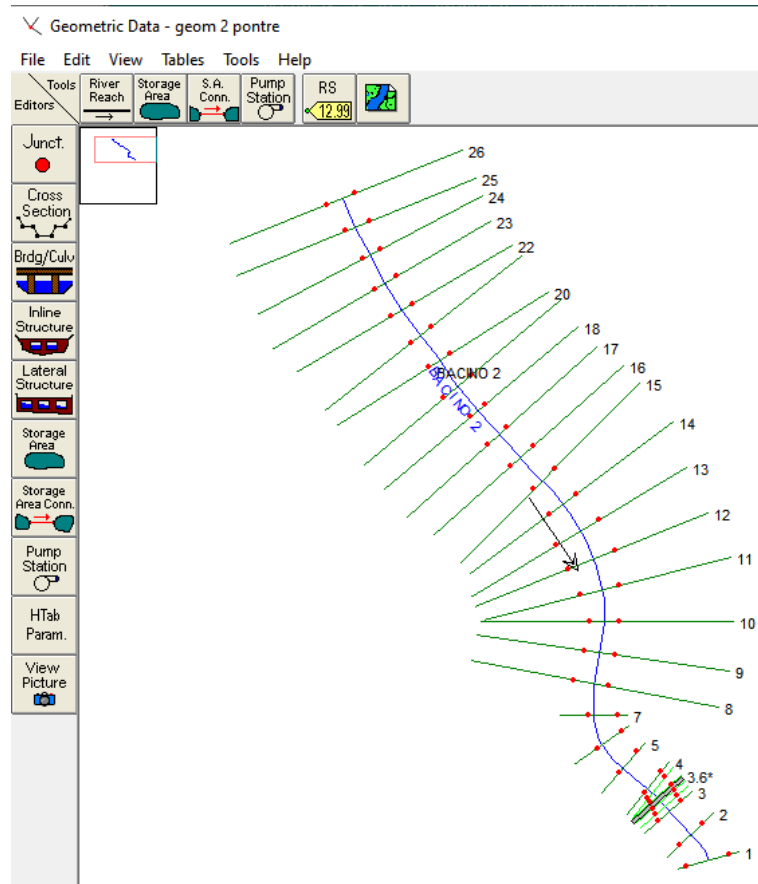 Geometric Data - geom 2 pontre
File Edit View Tables Tools Help
Tools
Editors
River
Reach
Storage
Area
S.A.
Conn.
Pump
Station
RS
12.99
Junct.
Cross
Section
Brdg/Culv
Inline
Structure
Lateral
Structure
Storage
Area
Storage
Area Conn.
Pump
Station
HTab
Param.
View
Picture
26
25
24
23
22
20
18
17
16
15
14
13
12
11
10
9
8
7
5
4
3.6*
3
2
1
BACINO 2
BACINO 2